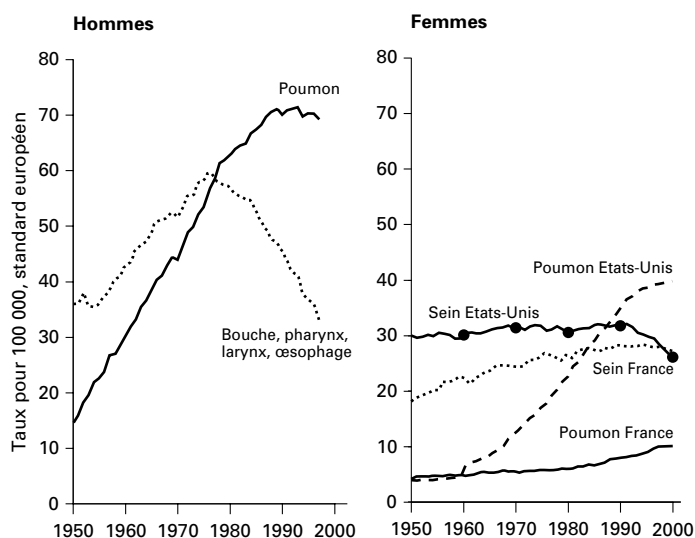 Hommes
Femmes
Taux pour 100 000, standard européen
80
70
60
50
40
30
20
10
0
1950 1960 1970 1980 1990 2000
Poumon
Bouche, pharynx,
larynx, œsophage
80
70
60
50
40
30
20
10
0
1950 1960 1970 1980 1990 2000
Poumon Etats-Unis
Sein Etats-Unis
Sein France
Poumon France